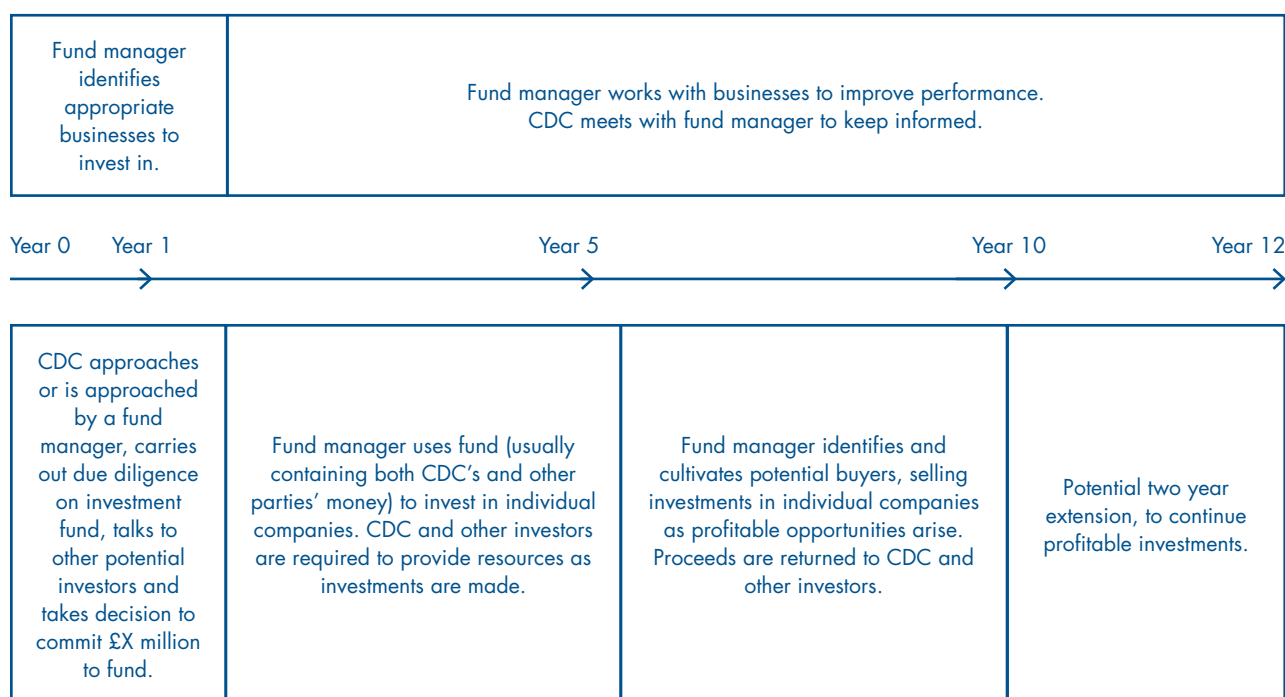 Fund manager
identifies
appropriate
businesses to
invest in.
Fund manager works with businesses to improve performance.
CDC meets with fund manager to keep informed.
Year 0
Year 1
Year 5
Year 10
Year 12
CDC approaches
or is approached
by a fund
manager, carries
out due diligence
on investment
fund, talks to
other potential
investors and
takes decision to
commit £X million
to fund.
Fund manager uses fund (usually
containing both CDC’s and other
parties’ money) to invest in individual
companies. CDC and other investors
are required to provide resources as
investments are made.
Fund manager identifies and
cultivates potential buyers, selling
investments in individual companies
as profitable opportunities arise.
Proceeds are returned to CDC and
other investors.
Potential two year
extension, to continue
profitable investments.